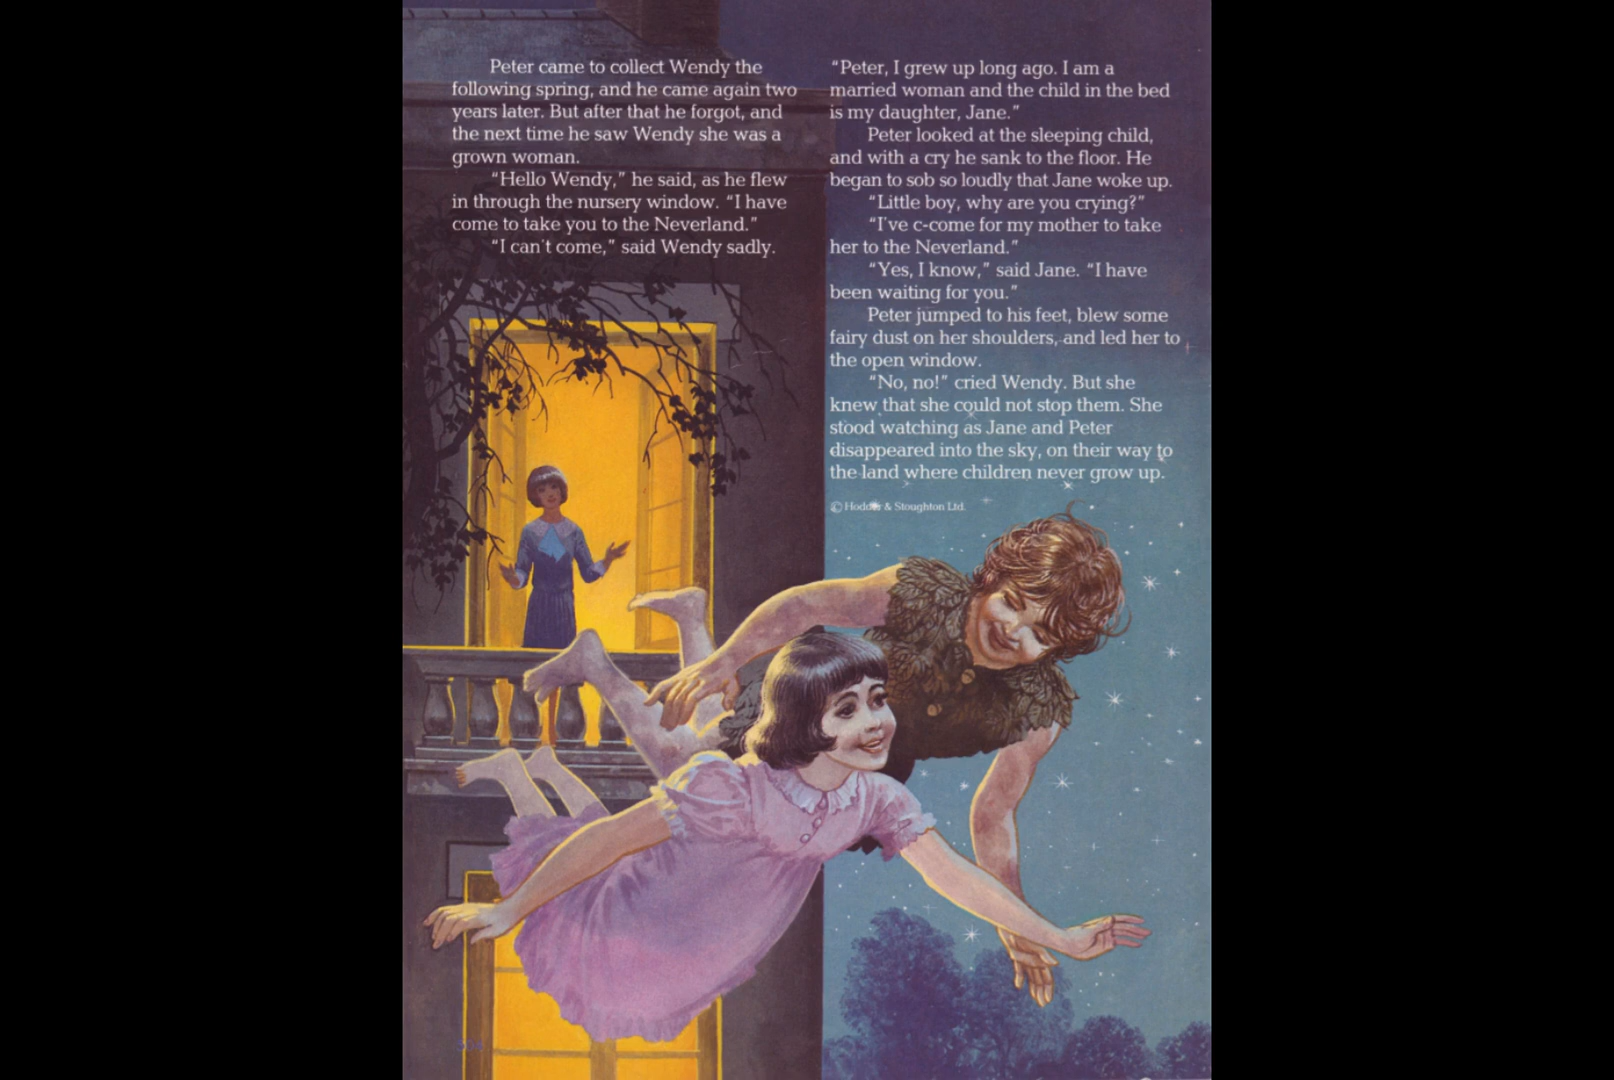 Peter came to collect Wendy the
following spring, and he came again two
years later. But after that he forgot, and
the next time he saw Wendy she was a
grown woman.
“Hello Wendy,” he said, as he flew
in through the nursery window. “I have
come to take you to the Neverland.”
“I can't come,” said Wendy sadly.
“Peter, I grew up long ago. I am a
married woman and the child in the bed
is my daughter, Jane.”
Peter looked at the sleeping child,
and with a cry he sank to the floor. He
began to sob so loudly that Jane woke up.
“Little boy, why are you crying?”
“I've c-come for my mother to take
her to the Neverland.”
“Yes, I know,” said Jane. “I have
been waiting for you.”
Peter jumped to his feet, blew some
fairy dust on her shoulders, and led her to
the open window.
“No, no!” cried Wendy. But she
knew that she could not stop them. She
stood watching as Jane and Peter
disappeared into the sky, on their way to
the land where children never grow up.
© Hodder & Stoughton Ltd.